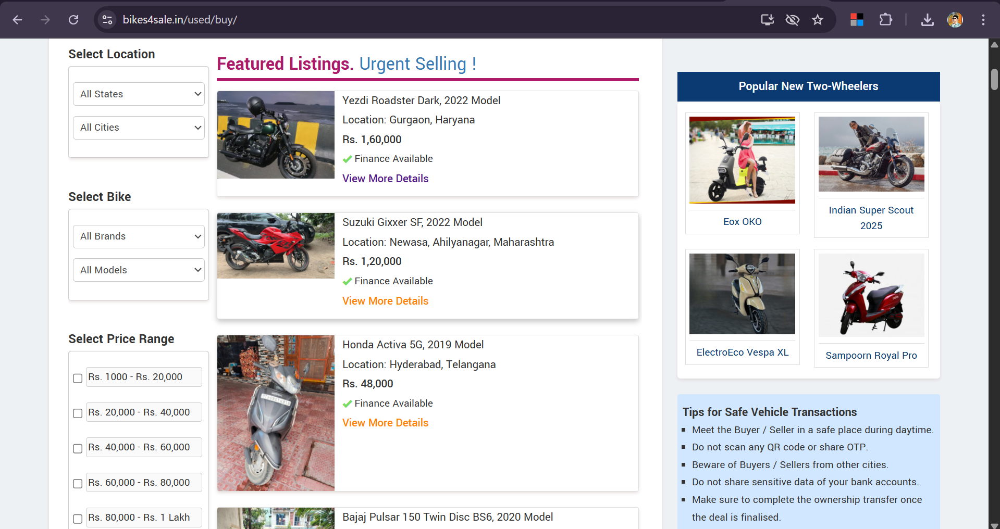 bikes4sale.in/used/buy/
Select Location
All States
All Cities
Select Bike
All Brands
All Models
Select Price Range
Rs. 1000 - Rs. 20,000
Rs. 20,000 - Rs. 40,000
Rs. 40,000 - Rs. 60,000
Rs. 60,000 - Rs. 80,000
Rs. 80,000 - Rs. 1 Lakh
Featured Listings. Urgent Selling !
Yezdi Roadster Dark, 2022 Model
Location: Gurgaon, Haryana
Rs. 1,60,000
Finance Available
View More Details
Suzuki Gixxer SF, 2022 Model
Location: Newasa, Ahilyanagar, Maharashtra
Rs. 1,20,000
Finance Available
View More Details
Honda Activa 5G, 2019 Model
Location: Hyderabad, Telangana
Rs. 48,000
Finance Available
View More Details
Bajaj Pulsar 150 Twin Disc BS6, 2020 Model
Popular New Two-Wheelers
Eox OKO
Indian Super Scout
2025
ElectroEco Vespa XL
Sampoorn Royal Pro
Tips for Safe Vehicle Transactions
Meet the Buyer / Seller in a safe place during daytime.
Do not scan any QR code or share OTP.
Beware of Buyers / Sellers from other cities.
Do not share sensitive data of your bank accounts.
Make sure to complete the ownership transfer once
the deal is finalised.